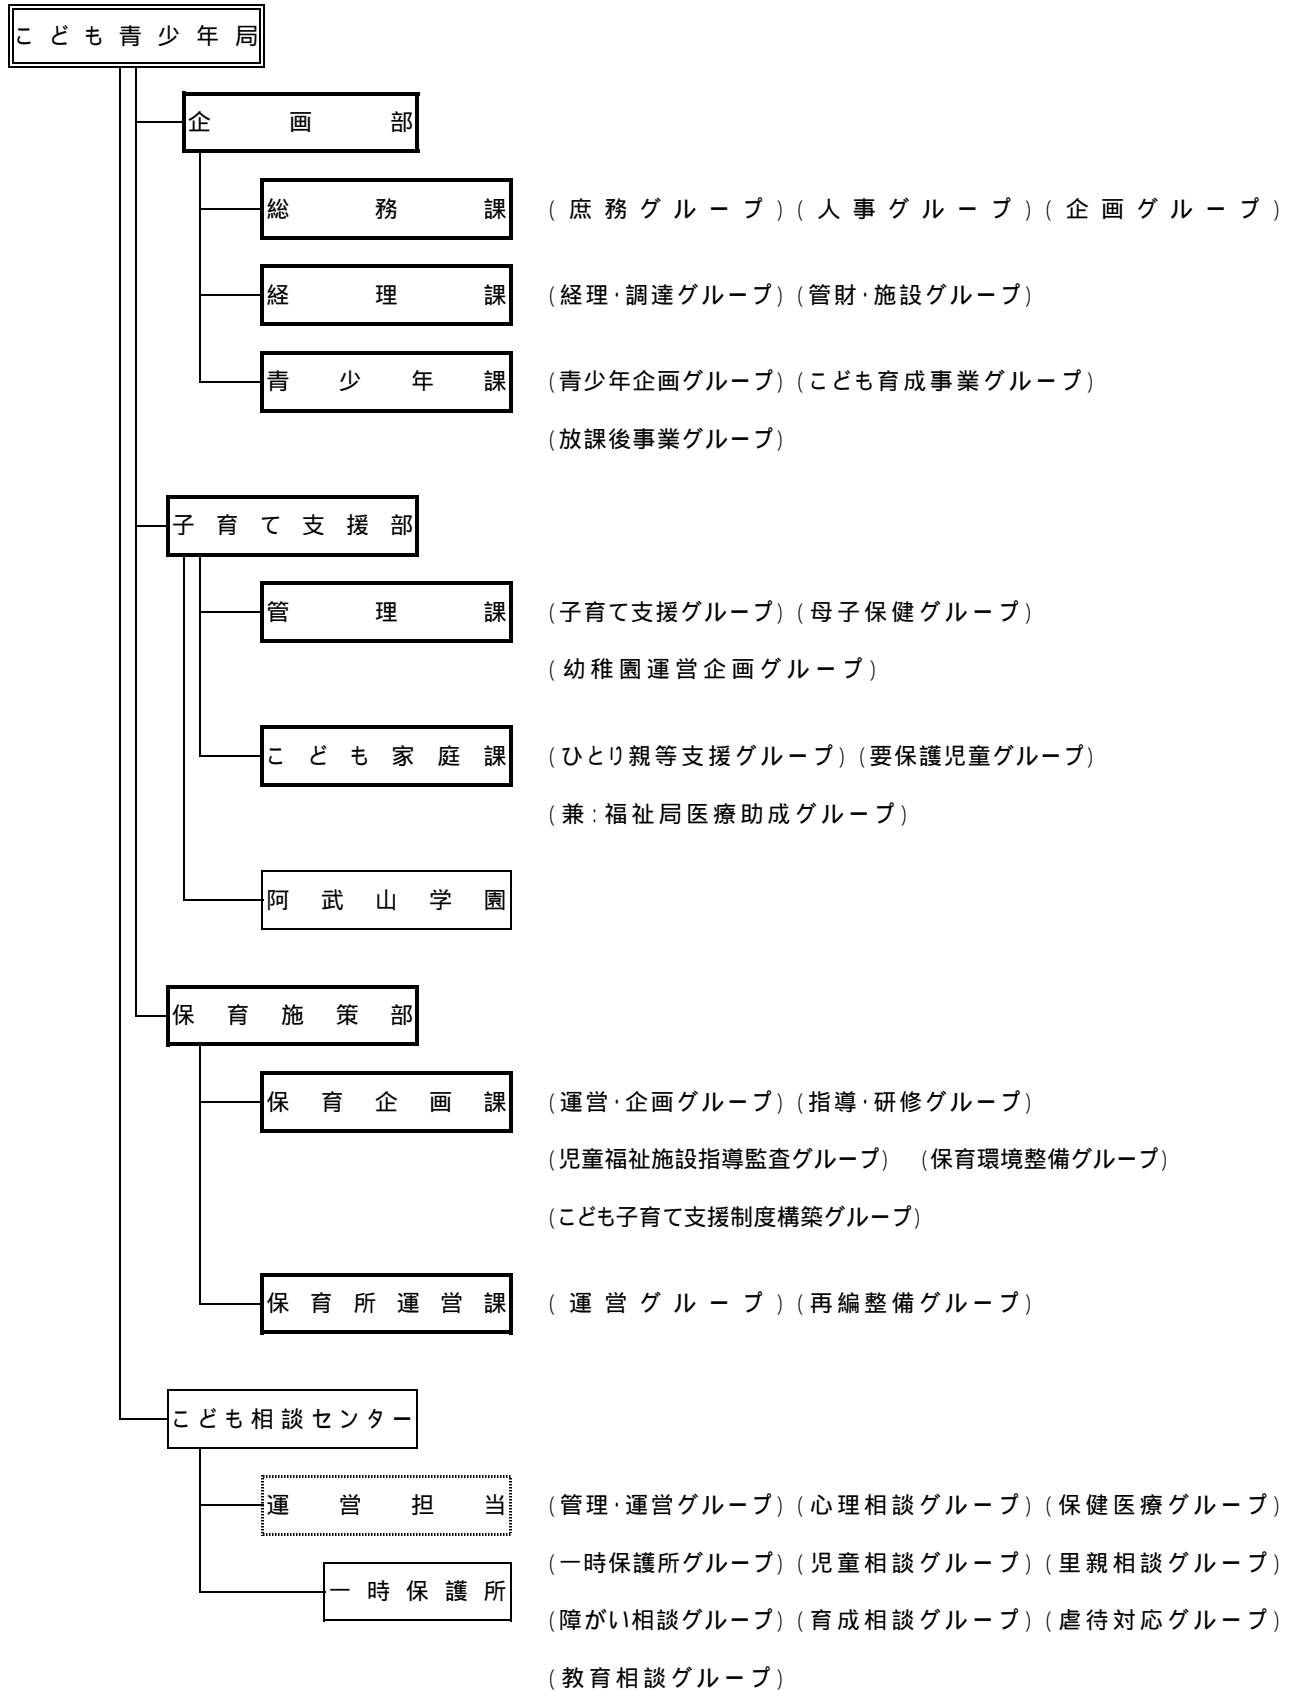 こども青少年局
企画部
総務課 (庶務グループ)(人事グループ)(企画グループ)
経理課 (経理・調達グループ)(管財・施設グループ)
青少年課 (青少年企画グループ)(こども育成事業グループ)
(放課後事業グループ)
子育て支援部
管理課 (子育て支援グループ)(母子保健グループ)
(幼稚園運営企画グループ)
こども家庭課 (ひとり親等支援グループ)(要保護児童グループ)
(兼:福祉局医療助成グループ)
阿武山学園
保育施策部
保育企画課 (運営・企画グループ)(指導・研修グループ)
(児童福祉施設指導監査グループ) (保育環境整備グループ)
(こども子育て支援制度構築グループ)
保育所運営課 (運営グループ)(再編整備グループ)
こども相談センター
運営担当 (管理・運営グループ)(心理相談グループ)(保健医療グループ)
(一時保護所グループ)(児童相談グループ)(里親相談グループ)
一時保護所
(障がい相談グループ)(育成相談グループ)(虐待対応グループ)
(教育相談グループ)